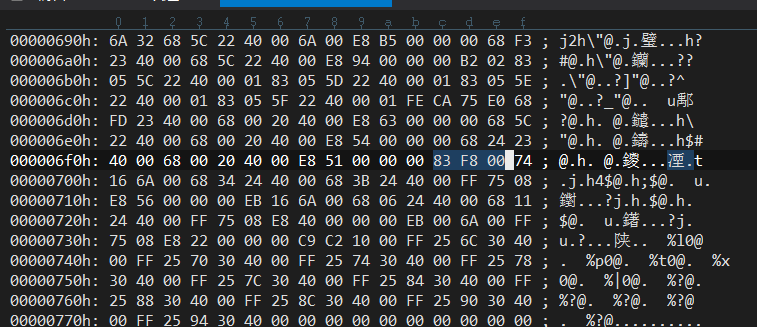 0 1 2 3 4 5 6 7 8 9 a b c d e f
00000690h: 6A 32 68 5C 22 40 00 6A 00 E8 B5 00 00 00 68 F3 ; j2h\"@.j.璧...h?
000006a0h: 23 40 00 68 5C 22 40 00 E8 94 00 00 00 B2 02 83 ; #@.h\"@.钄...??
000006b0h: 05 5C 22 40 00 01 83 05 5D 22 40 00 01 83 05 5E ; .\"@..?]"@..?^
000006c0h: 22 40 00 01 83 05 5F 22 40 00 01 FE CA 75 E0 68 ; "@..?_"@.. u郬
000006d0h: FD 23 40 00 68 00 20 40 00 E8 63 00 00 00 68 5C ; ?@.h. @.鑓...h\
000006e0h: 22 40 00 68 00 20 40 00 E8 54 00 00 00 68 24 23 ; "@.h. @.鑄...h$#
000006f0h: 40 00 68 00 20 40 00 E8 51 00 00 00 83 F8 00 74 ; @.h. @.鑁...凐.t
00000700h: 16 6A 00 68 34 24 40 00 68 3B 24 40 00 FF 75 08 ; .j.h4$@.h;$@. u.
00000710h: E8 56 00 00 00 EB 16 6A 00 68 06 24 40 00 68 11 ; 鑆...?j.h.$@.h.
00000720h: 24 40 00 FF 75 08 E8 40 00 00 00 EB 00 6A 00 FF ; $@. u.鐯...?j.
00000730h: 75 08 E8 22 00 00 00 C9 C2 10 00 FF 25 6C 30 40 ; u.?...陕.. %l0@
00000740h: 00 FF 25 70 30 40 00 FF 25 74 30 40 00 FF 25 78 ; . %p0@. %t0@. %x
00000750h: 30 40 00 FF 25 7C 30 40 00 FF 25 84 30 40 00 FF ; 0@. %|0@. %?@.
00000760h: 25 88 30 40 00 FF 25 8C 30 40 00 FF 25 90 30 40 ; %?@. %?@. %?@
00000770h: 00 FF 25 94 30 40 00 00 00 00 00 00 00 00 00 00 ; . %?@..........